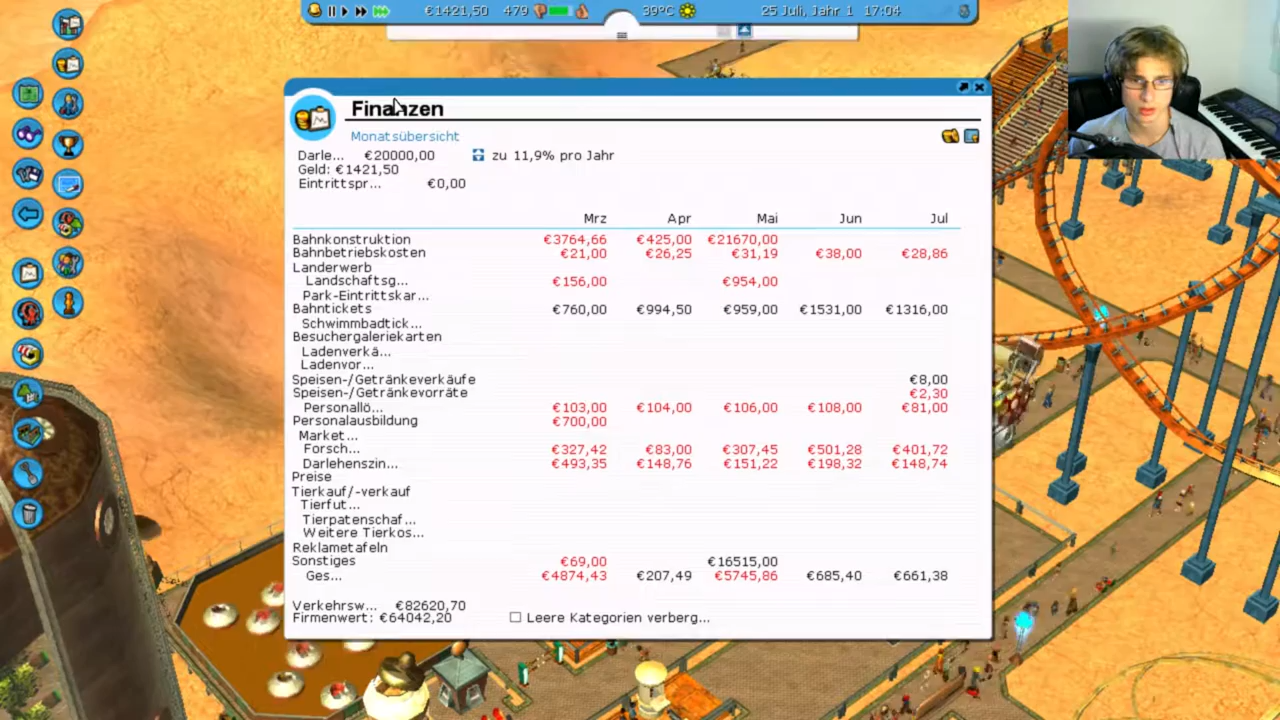 €1421,50 479 39°C 25 Juli, Jahr 1 17:04
Finanzen
Monatsübersicht
Darle... €20000,00 zu 11,9% pro Jahr
Geld: €1421,50
Eintrittspr... €0,00
Mrz Apr Mai Jun Jul
Bahnkonstruktion €3764,66 €425,00 €21670,00
Bahnbetriebskosten €21,00 €26,25 €31,19 €38,00 €28,86
Landerwerb
Landschaftsg... €156,00 €954,00
Park-Eintrittskar...
Bahntickets €760,00 €994,50 €959,00 €1531,00 €1316,00
Schwimmbadtick...
Besuchergaleriekarten
Ladenverkä...
Ladenvor...
Speisen-/Getränkeverkäufe €8,00
Speisen-/Getränkevorräte €2,30
Personallö... €103,00 €104,00 €106,00 €108,00 €81,00
Personalausbildung €700,00
Market...
Forsch... €327,42 €83,00 €307,45 €501,28 €401,72
Darlehenszin... €493,35 €148,76 €151,22 €198,32 €148,74
Preise
Tierkauf/-verkauf
Tierfut...
Tierpatenschaf...
Weitere Tierkos...
Reklametafeln
Sonstiges €69,00 €16515,00
Ges... €4874,43 €207,49 €5745,86 €685,40 €661,38
Verkehrsw... €82620,70
Firmenwert: €64042,20 Leere Kategorien verberg...